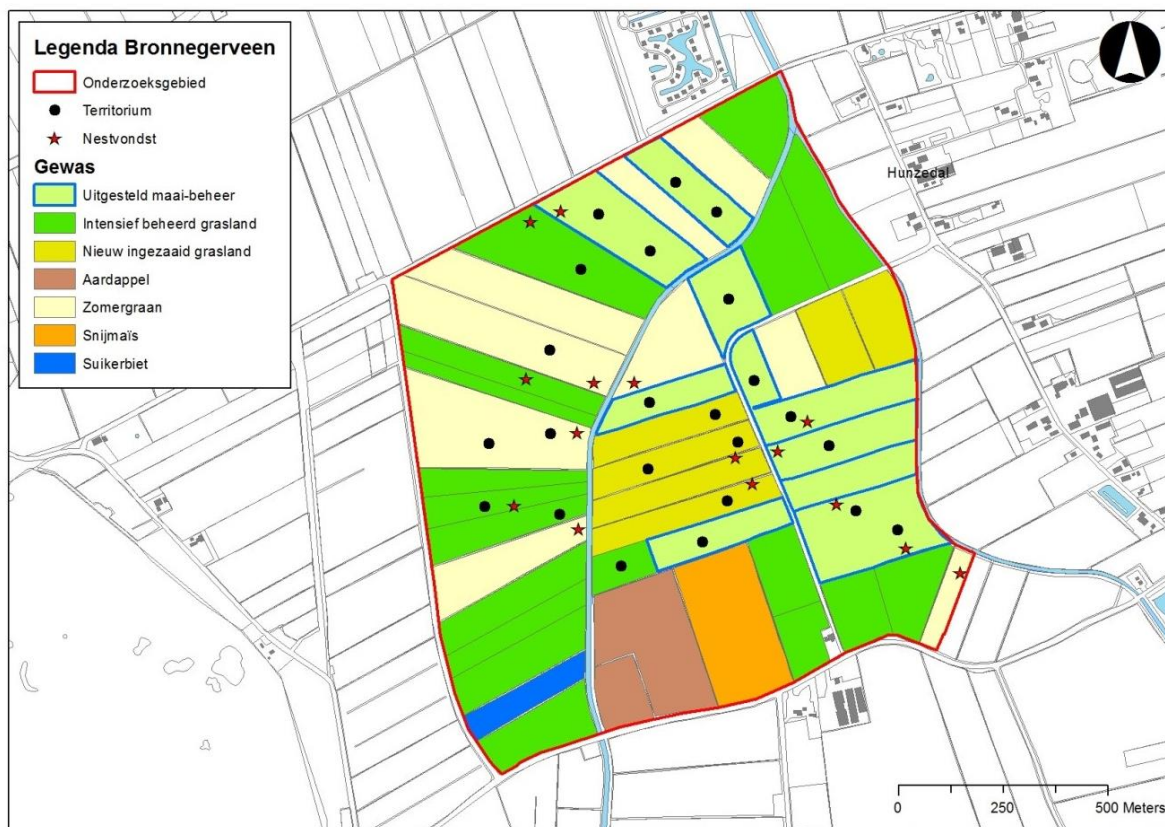 Legenda Bronnegerveen
Onderzoeksgebied
Territorium
Nestvondst
Gewas
Uitgesteld maai-beheer
Intensief beheerd grasland
Nieuw ingezaaid grasland
Aardappel
Zomergraan
Snijmaïs
Suikerbiet
Hunzedal
0 250 500 Meters